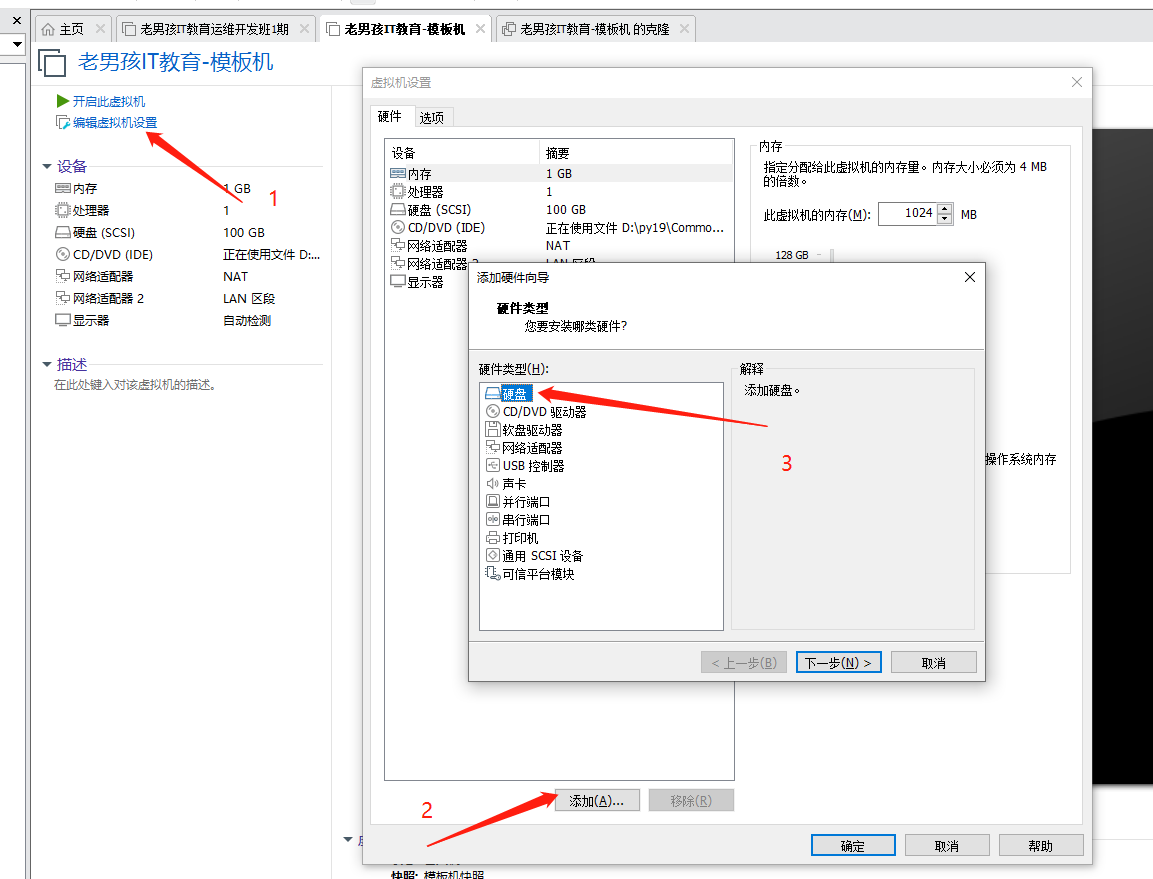 主页
老男孩IT教育运维开发班1期
老男孩IT教育-模板机
老男孩IT教育-模板机 的克隆
老男孩IT教育-模板机
开启此虚拟机
编辑虚拟机设置
1
设备
内存 1 GB
处理器 1
硬盘 (SCSI) 100 GB
CD/DVD (IDE) 正在使用文件 D:...
网络适配器 NAT
网络适配器 2 LAN 区段
显示器 自动检测
描述
在此处键入对该虚拟机的描述。
虚拟机设置
硬件 选项
设备 摘要
内存 1 GB
处理器 1
硬盘 (SCSI) 100 GB
CD/DVD (IDE) 正在使用文件 D:\py19\Commo...
网络适配器 NAT
网络适配器 2 LAN 区段
显示器
内存
指定分配给此虚拟机的内存量。内存大小必须为 4 MB
的倍数。
此虚拟机的内存(M): 1024 MB
128 GB
操作系统内存
添加硬件向导
硬件类型
您要安装哪类硬件?
硬件类型(H):
硬盘
CD/DVD 驱动器
软盘驱动器
网络适配器
USB 控制器
声卡
并行端口
串行端口
打印机
通用 SCSI 设备
可信平台模块
解释
添加硬盘。
3
< 上一步(B) 下一步(N) > 取消
2
添加(A)... 移除(R)
确定 取消 帮助
快照: 模板机快照